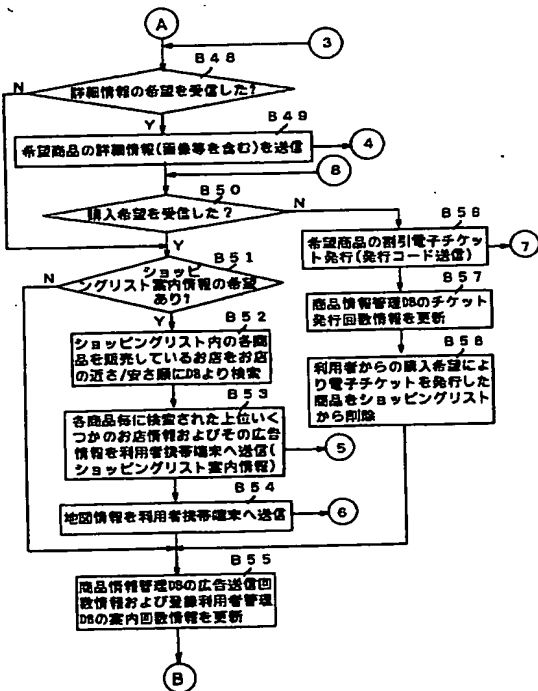 A
3
B48
N
詳細情報の希望を受信した?
Y
B49
希望商品の詳細情報(画像等を含む)を送信
4
8
B50
購入希望を受信した?
N
Y
B56
希望商品の割引電子チケッ
ト発行(発行コード送信)
7
B57
商品情報管理DBのチケット
発行回数情報を更新
B58
利用者からの購入希望によ
り電子チケットを発行した
商品をショッピングリスト
から削除
B51
N
ショッピ
ングリスト案内情報の希望
あり?
Y
B52
ショッピングリスト内の各商
品を販売しているお店をお店
の近さ/安さ順にDBより検索
B53
各商品毎に検索された上位いく
つかのお店情報およびその広告
情報を利用者携帯端末へ送信(
ショッピングリスト案内情報)
5
B54
地図情報を利用者携帯端末へ送信
6
B55
商品情報管理DBの広告送信回
数情報および登録利用者管理
DBの案内回数情報を更新
B